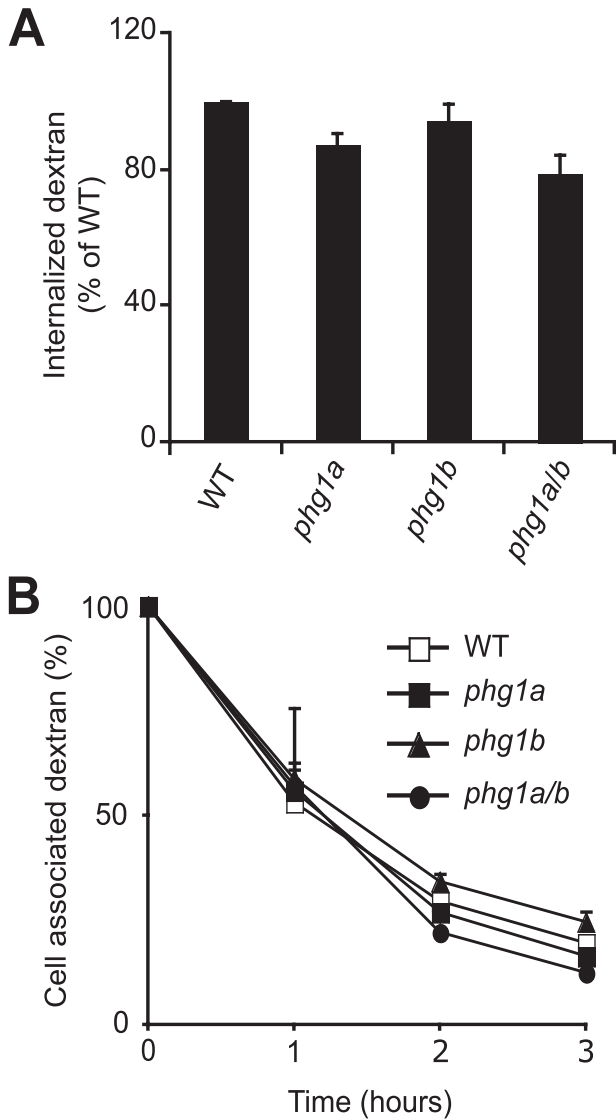 A
120
80
40
0
Internalized dextran
(% of WT)
WT
phg1a
phg1b
phg1a/b
B
100
50
0
Cell associated dextran (%)
WT
phg1a
phg1b
phg1a/b
0 1 2 3
Time (hours)